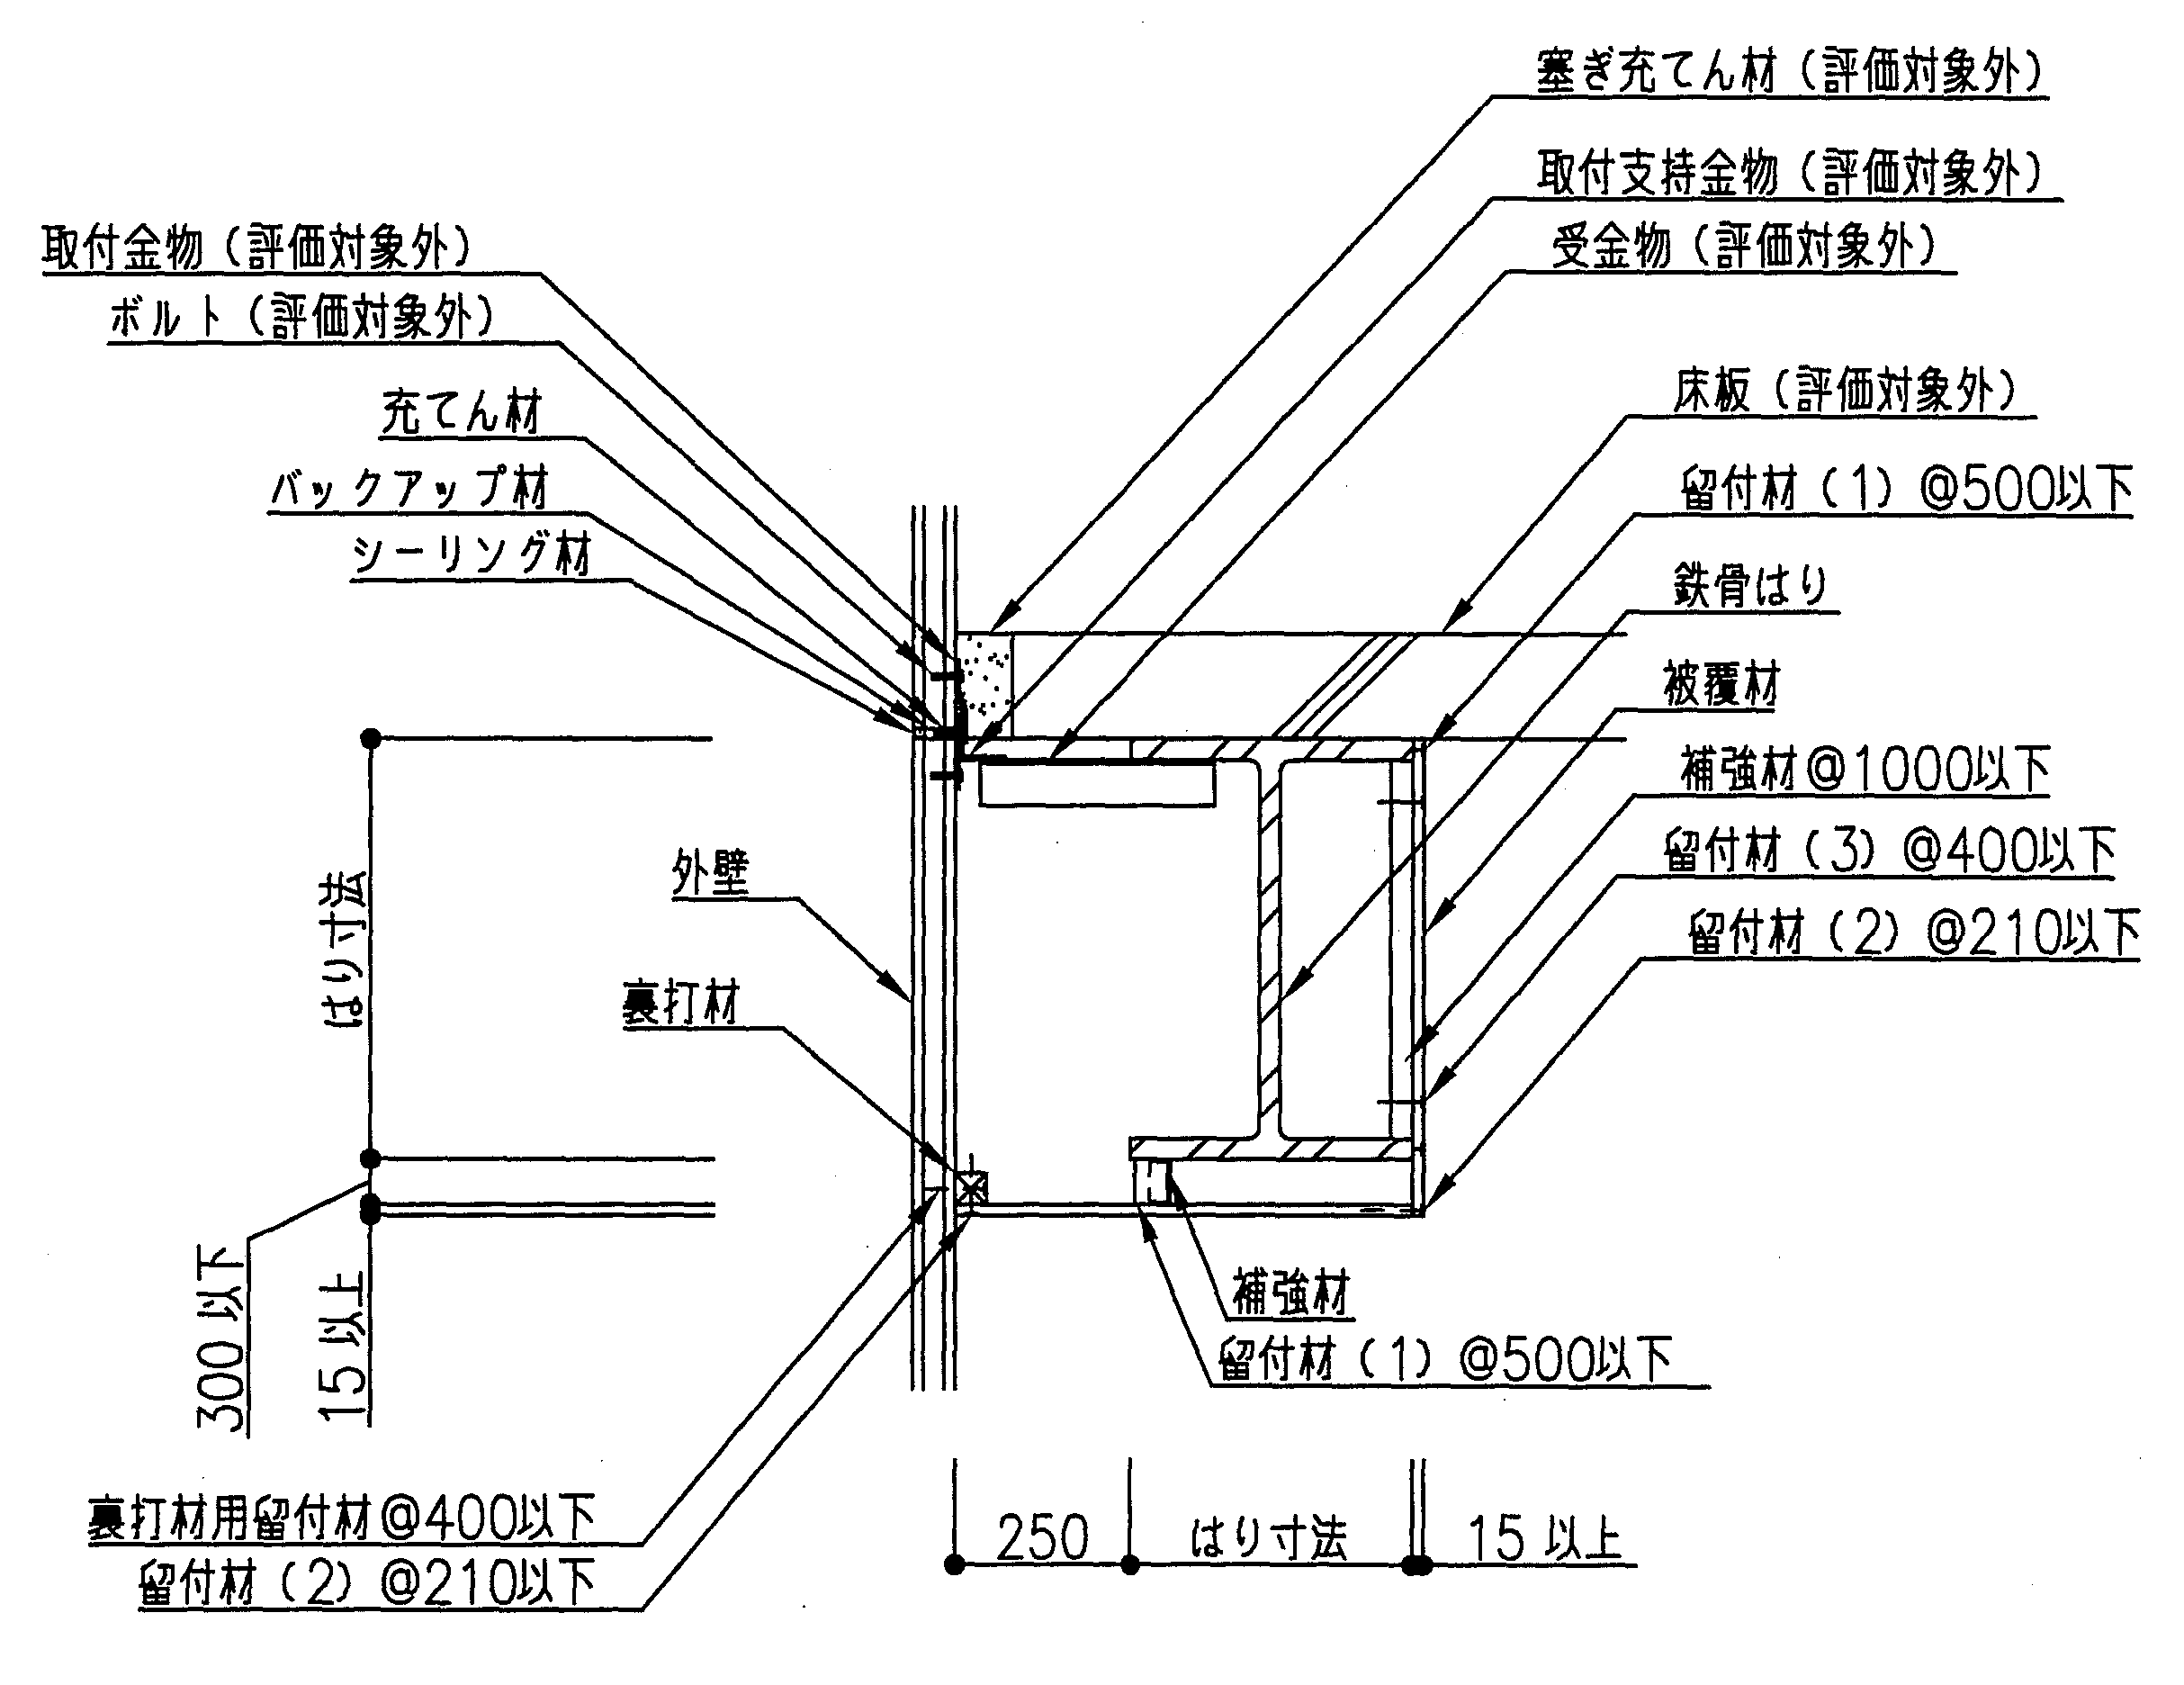 塞ぎ充てん材（評価対象外）
取付支持金物（評価対象外）
受金物（評価対象外）
取付金物（評価対象外）
ボルト（評価対象外）
充てん材
バックアップ材
シーリング材
床板（評価対象外）
留付材（1）@500以下
鉄骨はり
被覆材
補強材@1000以下
留付材（3）@400以下
留付材（2）@210以下
外壁
裏打材
はり寸法
300以下
15以上
補強材
留付材（1）@500以下
裏打材用留付材@400以下
留付材（2）@210以下
250
はり寸法
15以上